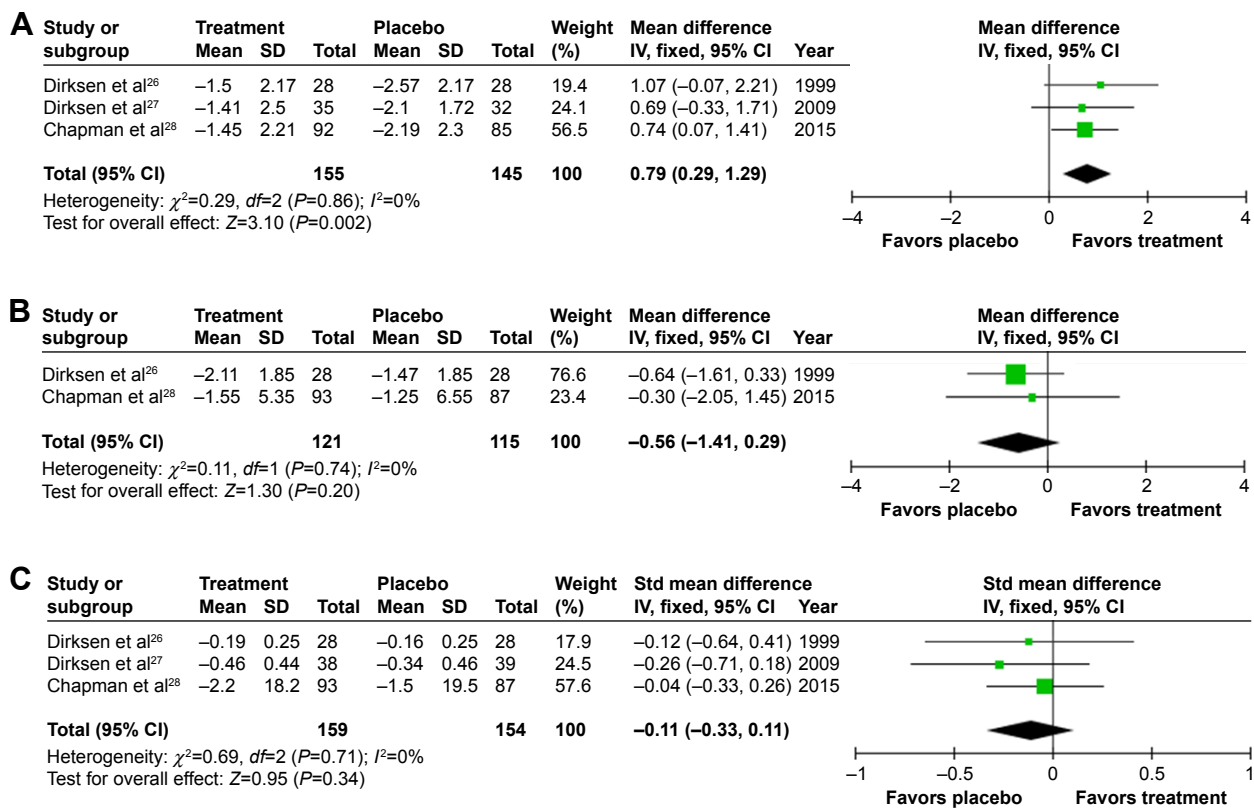 A Study or Treatment Placebo Weight Mean difference Mean difference
subgroup Mean SD Total Mean SD Total (%) IV, fixed, 95% CI Year IV, fixed, 95% CI
Dirksen et al26 –1.5 2.17 28 –2.57 2.17 28 19.4 1.07 (–0.07, 2.21) 1999
Dirksen et al27 –1.41 2.5 35 –2.1 1.72 32 24.1 0.69 (–0.33, 1.71) 2009
Chapman et al28 –1.45 2.21 92 –2.19 2.3 85 56.5 0.74 (0.07, 1.41) 2015
Total (95% CI) 155 145 100 0.79 (0.29, 1.29)
Heterogeneity: χ2=0.29, df=2 (P=0.86); I2=0%
Test for overall effect: Z=3.10 (P=0.002)
–4 –2 0 2 4
Favors placebo Favors treatment
B Study or Treatment Placebo Weight Mean difference Mean difference
subgroup Mean SD Total Mean SD Total (%) IV, fixed, 95% CI Year IV, fixed, 95% CI
Dirksen et al26 –2.11 1.85 28 –1.47 1.85 28 76.6 –0.64 (–1.61, 0.33) 1999
Chapman et al28 –1.55 5.35 93 –1.25 6.55 87 23.4 –0.30 (–2.05, 1.45) 2015
Total (95% CI) 121 115 100 –0.56 (–1.41, 0.29)
Heterogeneity: χ2=0.11, df=1 (P=0.74); I2=0%
Test for overall effect: Z=1.30 (P=0.20)
–4 –2 0 2 4
Favors placebo Favors treatment
C Study or Treatment Placebo Weight Std mean difference Std mean difference
subgroup Mean SD Total Mean SD Total (%) IV, fixed, 95% CI Year IV, fixed, 95% CI
Dirksen et al26 –0.19 0.25 28 –0.16 0.25 28 17.9 –0.12 (–0.64, 0.41) 1999
Dirksen et al27 –0.46 0.44 38 –0.34 0.46 39 24.5 –0.26 (–0.71, 0.18) 2009
Chapman et al28 –2.2 18.2 93 –1.5 19.5 87 57.6 –0.04 (–0.33, 0.26) 2015
Total (95% CI) 159 154 100 –0.11 (–0.33, 0.11)
Heterogeneity: χ2=0.69, df=2 (P=0.71); I2=0%
Test for overall effect: Z=0.95 (P=0.34)
–1 –0.5 0 0.5 1
Favors placebo Favors treatment